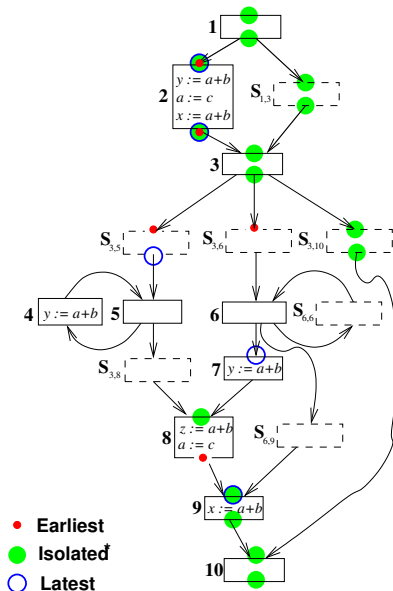 1
2
y := a+b
a := c
x := a+b
S1,3
3
S3,5
S3,6
S3,10
4
y := a+b
5
6
S6,6
S3,8
7
y := a+b
8
z := a+b
a := c
S6,9
9
x := a+b
10
Earliest
Isolated*
Latest